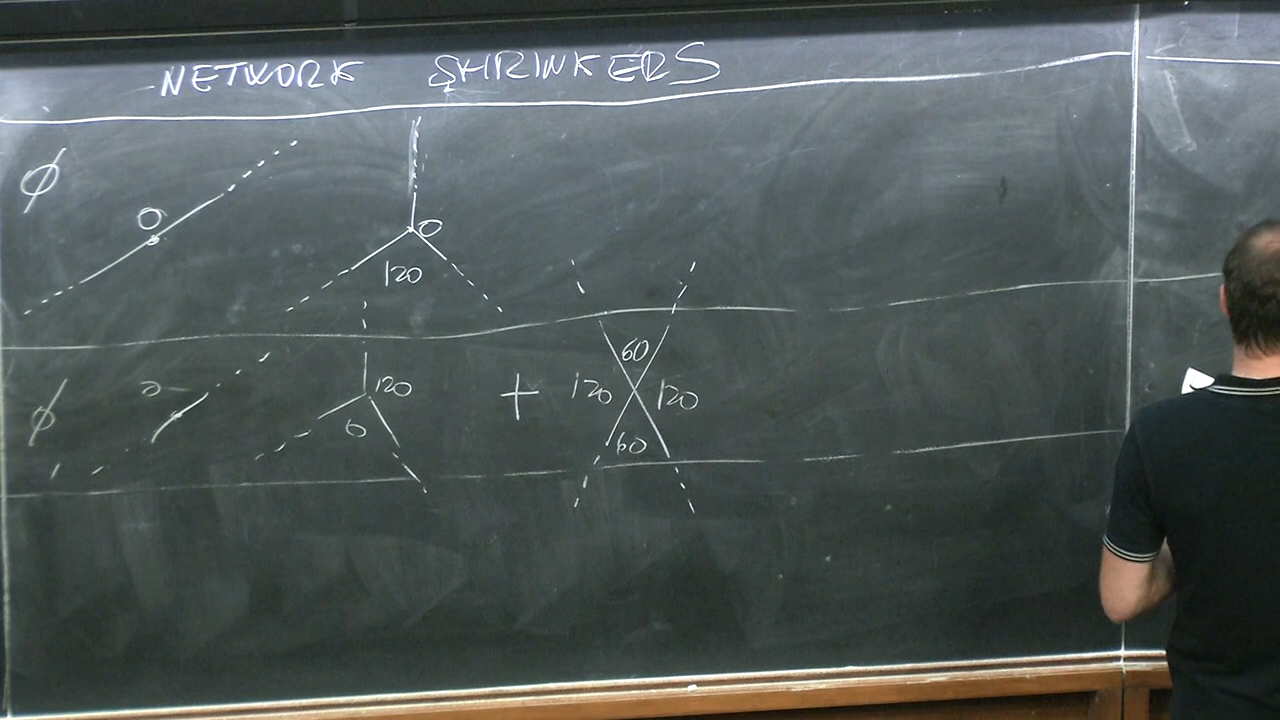 NETWORK SHRINKERS
∅ 0 0
120
∅ 0 120 + 60 120 120
0 60